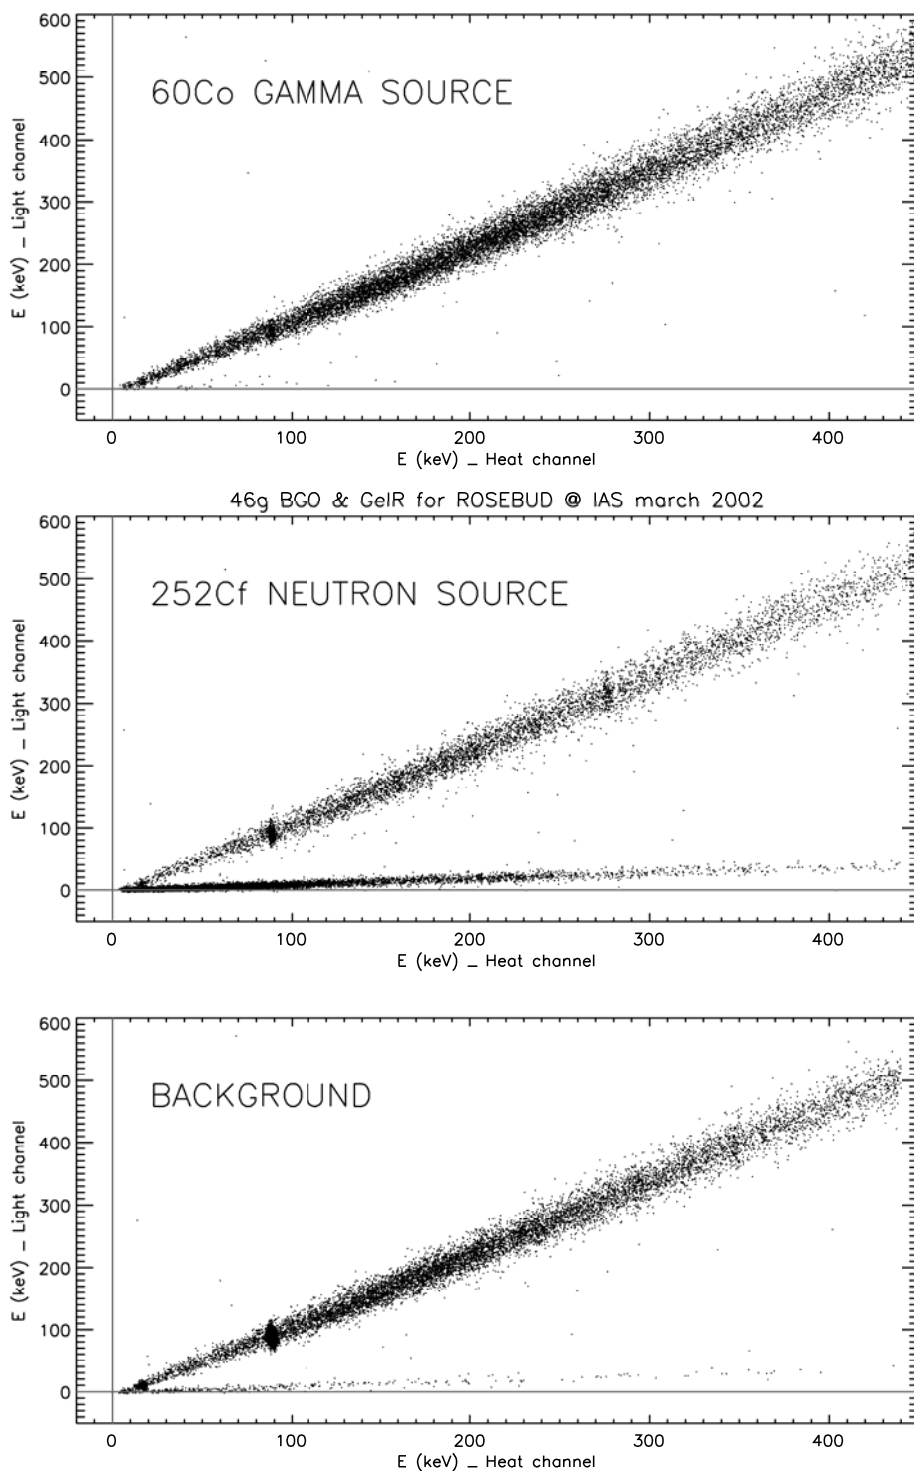 600
500
400
300
200
100
0
E (keV) _ Light channel
60Co GAMMA SOURCE
0 100 200 300 400
E (keV) _ Heat channel
46g BGO & GeIR for ROSEBUD @ IAS march 2002
600
500
400
300
200
100
0
E (keV) _ Light channel
252Cf NEUTRON SOURCE
0 100 200 300 400
E (keV) _ Heat channel
600
500
400
300
200
100
0
E (keV) _ Light channel
BACKGROUND
0 100 200 300 400
E (keV) _ Heat channel